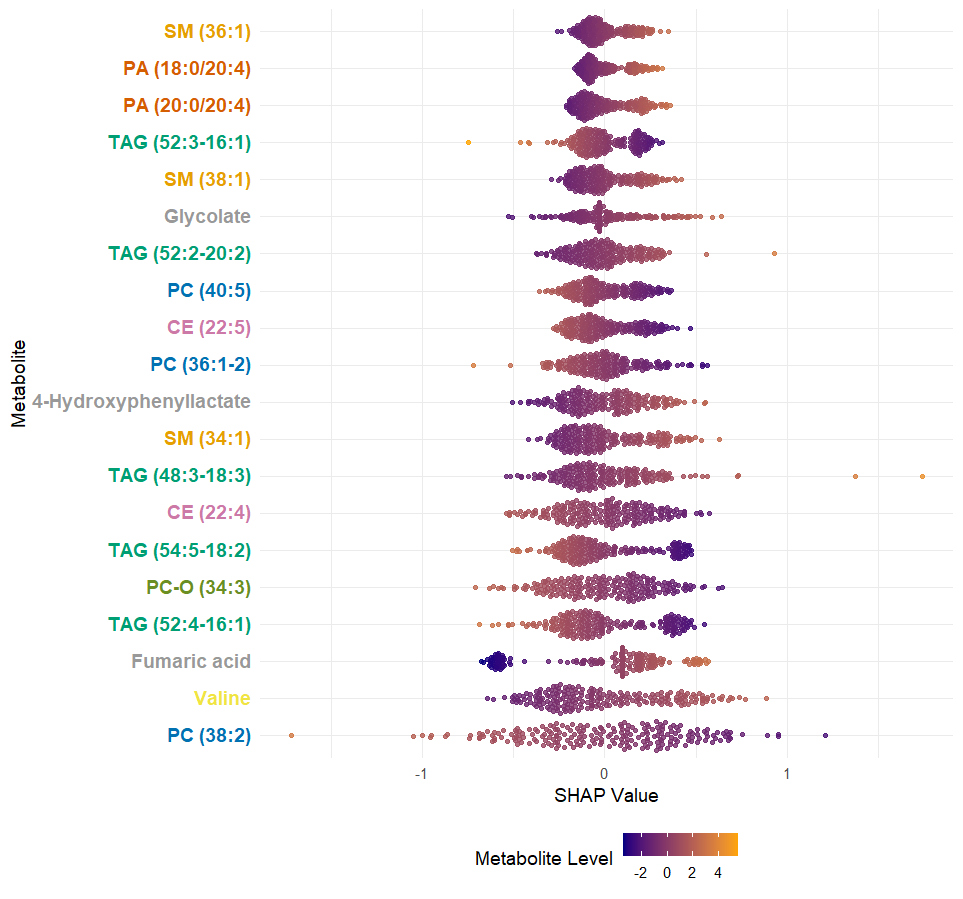 SM (36:1)
PA (18:0/20:4)
PA (20:0/20:4)
TAG (52:3-16:1)
SM (38:1)
Glycolate
TAG (52:2-20:2)
PC (40:5)
CE (22:5)
PC (36:1-2)
4-Hydroxyphenyllactate
SM (34:1)
TAG (48:3-18:3)
CE (22:4)
TAG (54:5-18:2)
PC-O (34:3)
TAG (52:4-16:1)
Fumaric acid
Valine
PC (38:2)
Metabolite
-1 0 1
SHAP Value
Metabolite Level
-2 0 2 4